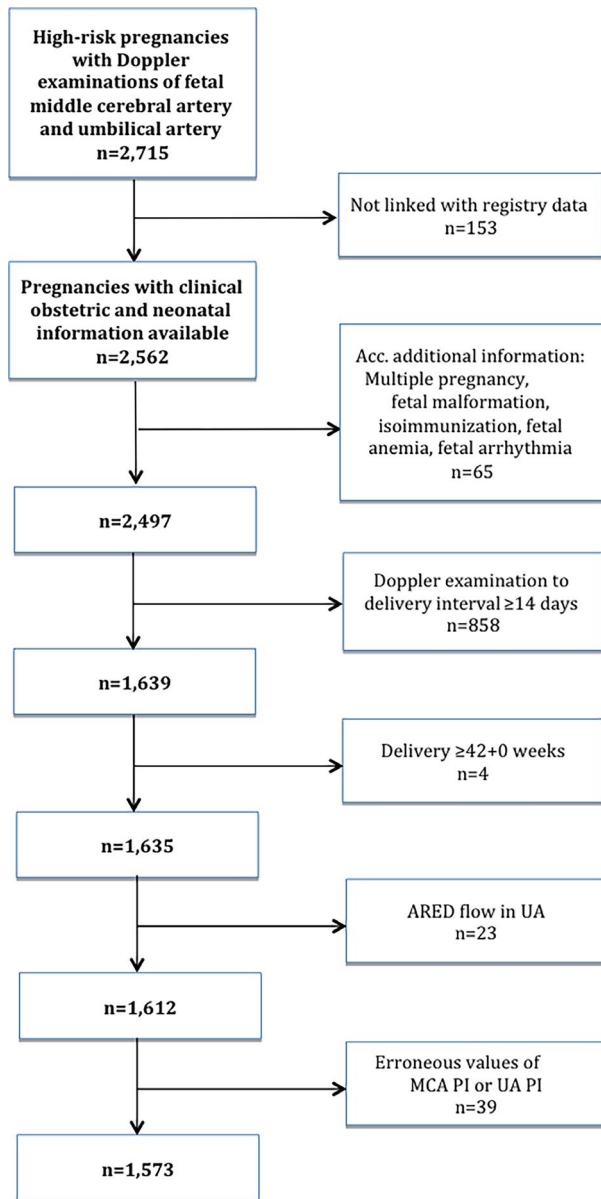 High-risk pregnancies
with Doppler
examinations of fetal
middle cerebral artery
and umbilical artery
n=2,715
Not linked with registry data
n=153
Pregnancies with clinical
obstetric and neonatal
information available
n=2,562
Acc. additional information:
Multiple pregnancy,
fetal malformation,
isoimmunization, fetal
anemia, fetal arrhythmia
n=65
n=2,497
Doppler examination to
delivery interval ≥14 days
n=858
n=1,639
Delivery ≥42+0 weeks
n=4
n=1,635
ARED flow in UA
n=23
n=1,612
Erroneous values of
MCA PI or UA PI
n=39
n=1,573